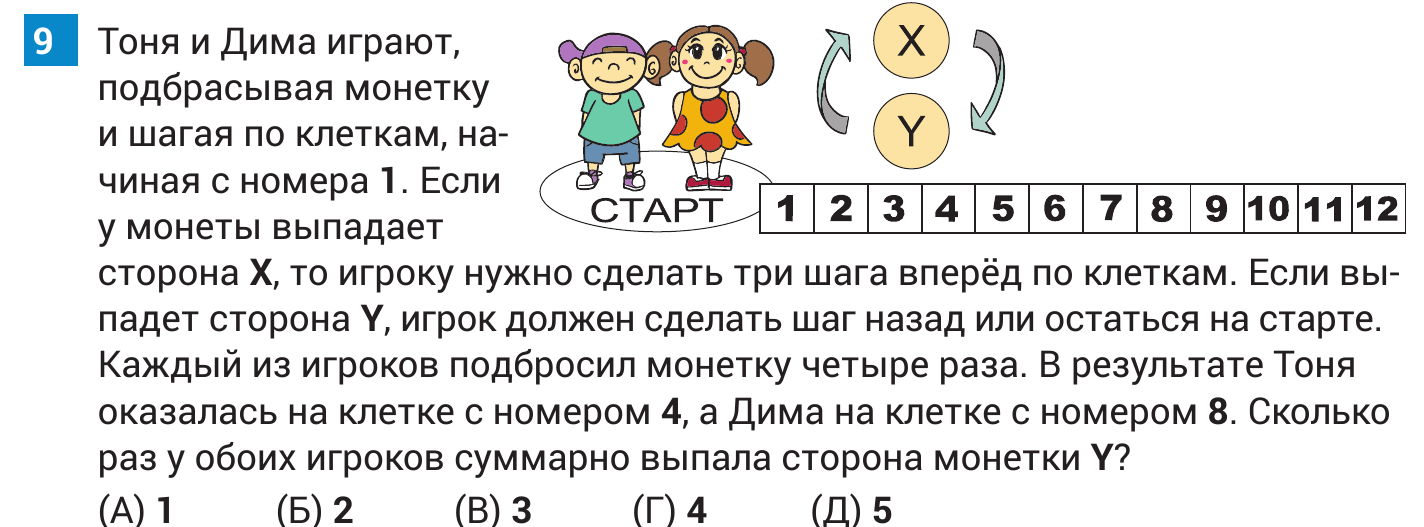 9
Тоня и Дима играют,
подбрасывая монетку
и шагая по клеткам, на-
чиная с номера 1. Если
у монеты выпадает
X
Y
СТАРТ
1 2 3 4 5 6 7 8 9 10 11 12
сторона X, то игроку нужно сделать три шага вперёд по клеткам. Если вы-
падет сторона Y, игрок должен сделать шаг назад или остаться на старте.
Каждый из игроков подбросил монетку четыре раза. В результате Тоня
оказалась на клетке с номером 4, а Дима на клетке с номером 8. Сколько
раз у обоих игроков суммарно выпала сторона монетки Y?
(А) 1 (Б) 2 (В) 3 (Г) 4 (Д) 5